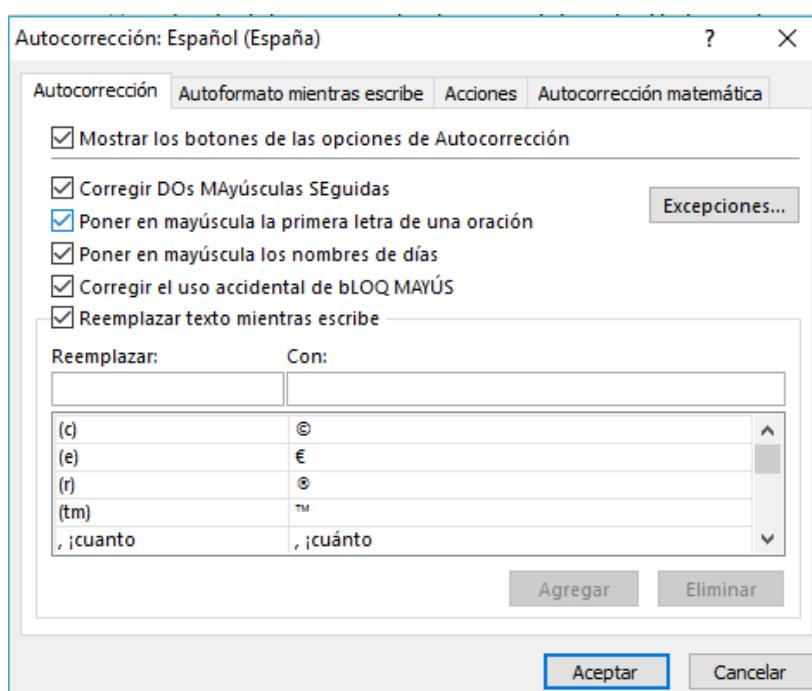 Autocorrección: Español (España) ? X
Autocorrección Autoformato mientras escribe Acciones Autocorrección matemática
Mostrar los botones de las opciones de Autocorrección
Corregir DOs MAyúsculas SEguidas
Excepciones...
Poner en mayúscula la primera letra de una oración
Poner en mayúscula los nombres de días
Corregir el uso accidental de bLOQ MAYÚS
Reemplazar texto mientras escribe
Reemplazar: Con:
(c) ©
(e) €
(r) ®
(tm) ™
, ¡cuanto , ¡cuánto
Agregar Eliminar
Aceptar Cancelar